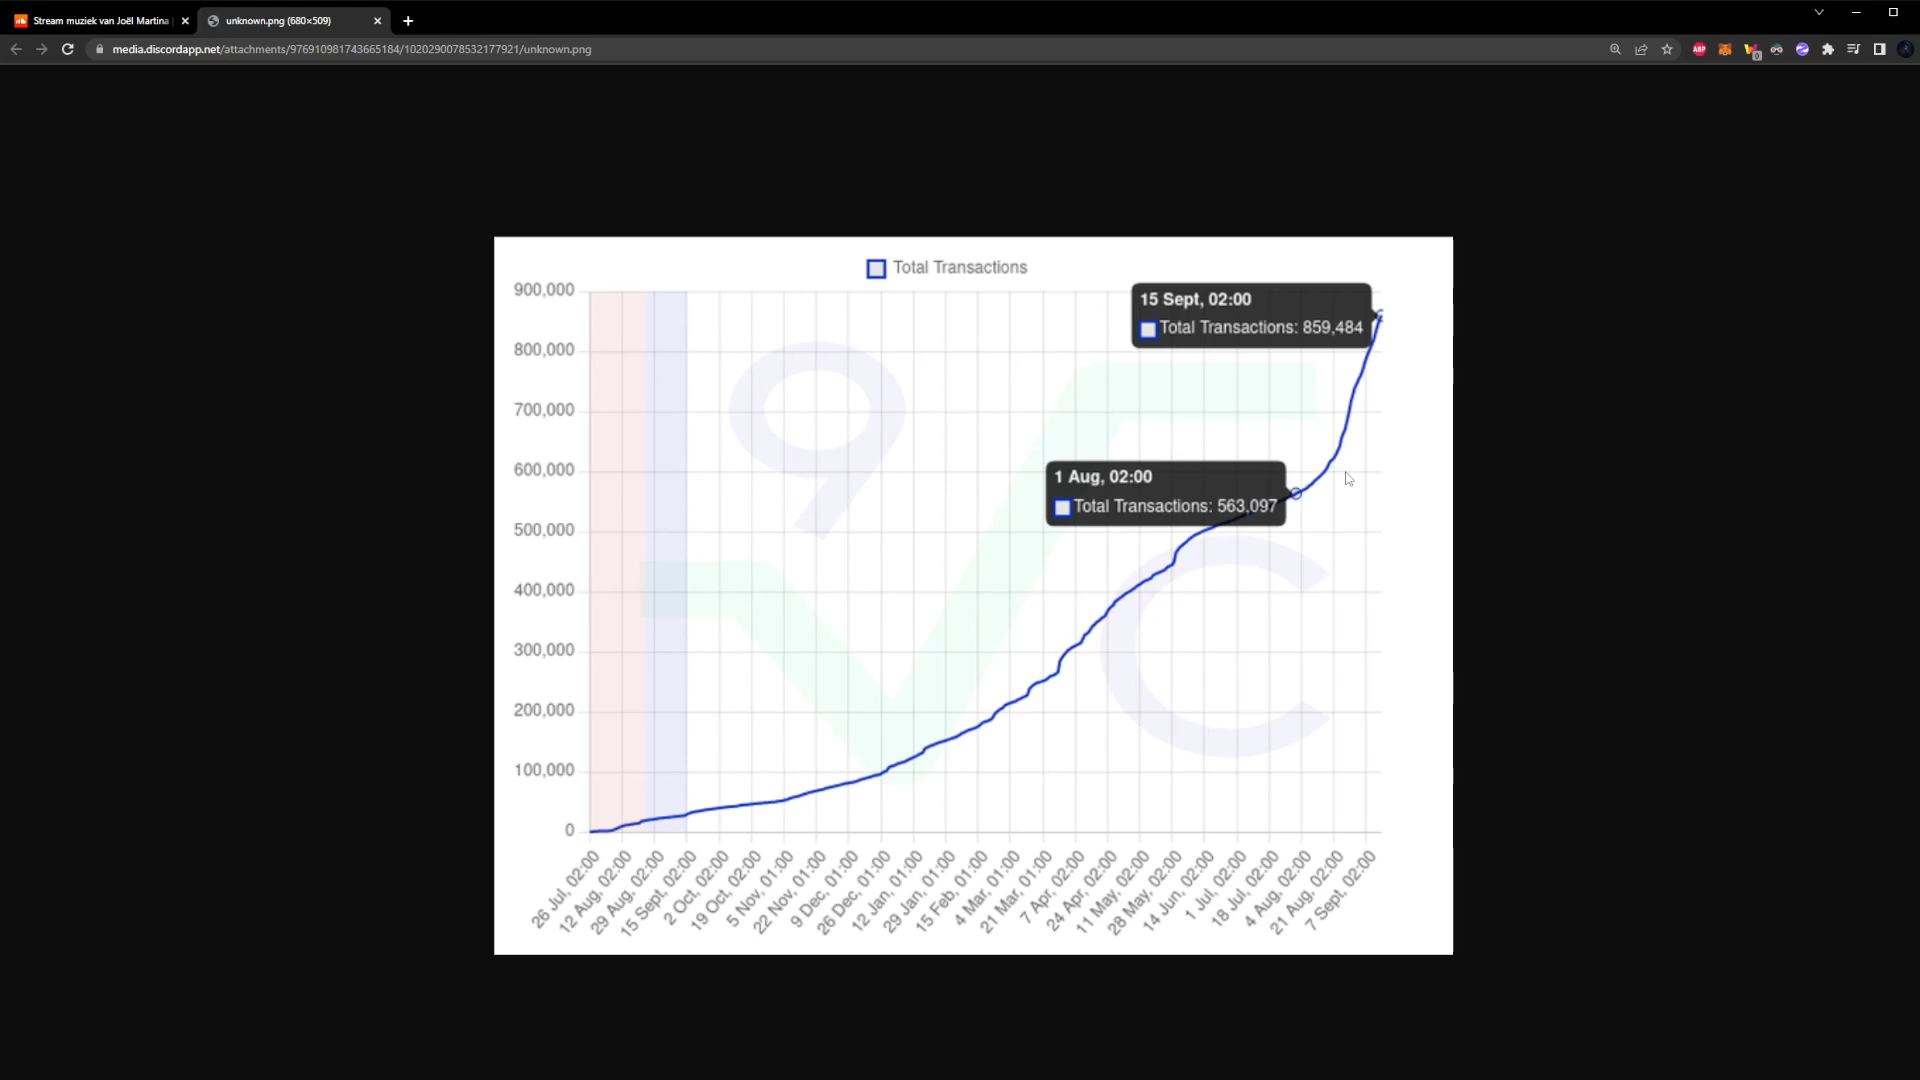 Stream muziek van Joël Martina
unknown.png (680×509)
media.discordapp.net/attachments/976910981743665184/1020290078532177921/unknown.png
ABP
0
Total Transactions
900,000
800,000
700,000
600,000
500,000
400,000
300,000
200,000
100,000
0
15 Sept, 02:00
Total Transactions: 859,484
1 Aug, 02:00
Total Transactions: 563,097
9
C
26 Jul, 02:00
12 Aug, 02:00
29 Aug, 02:00
15 Sept, 02:00
2 Oct, 02:00
19 Oct, 02:00
5 Nov, 01:00
22 Nov, 01:00
9 Dec, 01:00
26 Dec, 01:00
12 Jan, 01:00
29 Jan, 01:00
15 Feb, 01:00
4 Mar, 01:00
21 Mar, 01:00
7 Apr, 02:00
24 Apr, 02:00
11 May, 02:00
28 May, 02:00
14 Jun, 02:00
1 Jul, 02:00
18 Jul, 02:00
4 Aug, 02:00
21 Aug, 02:00
7 Sept, 02:00